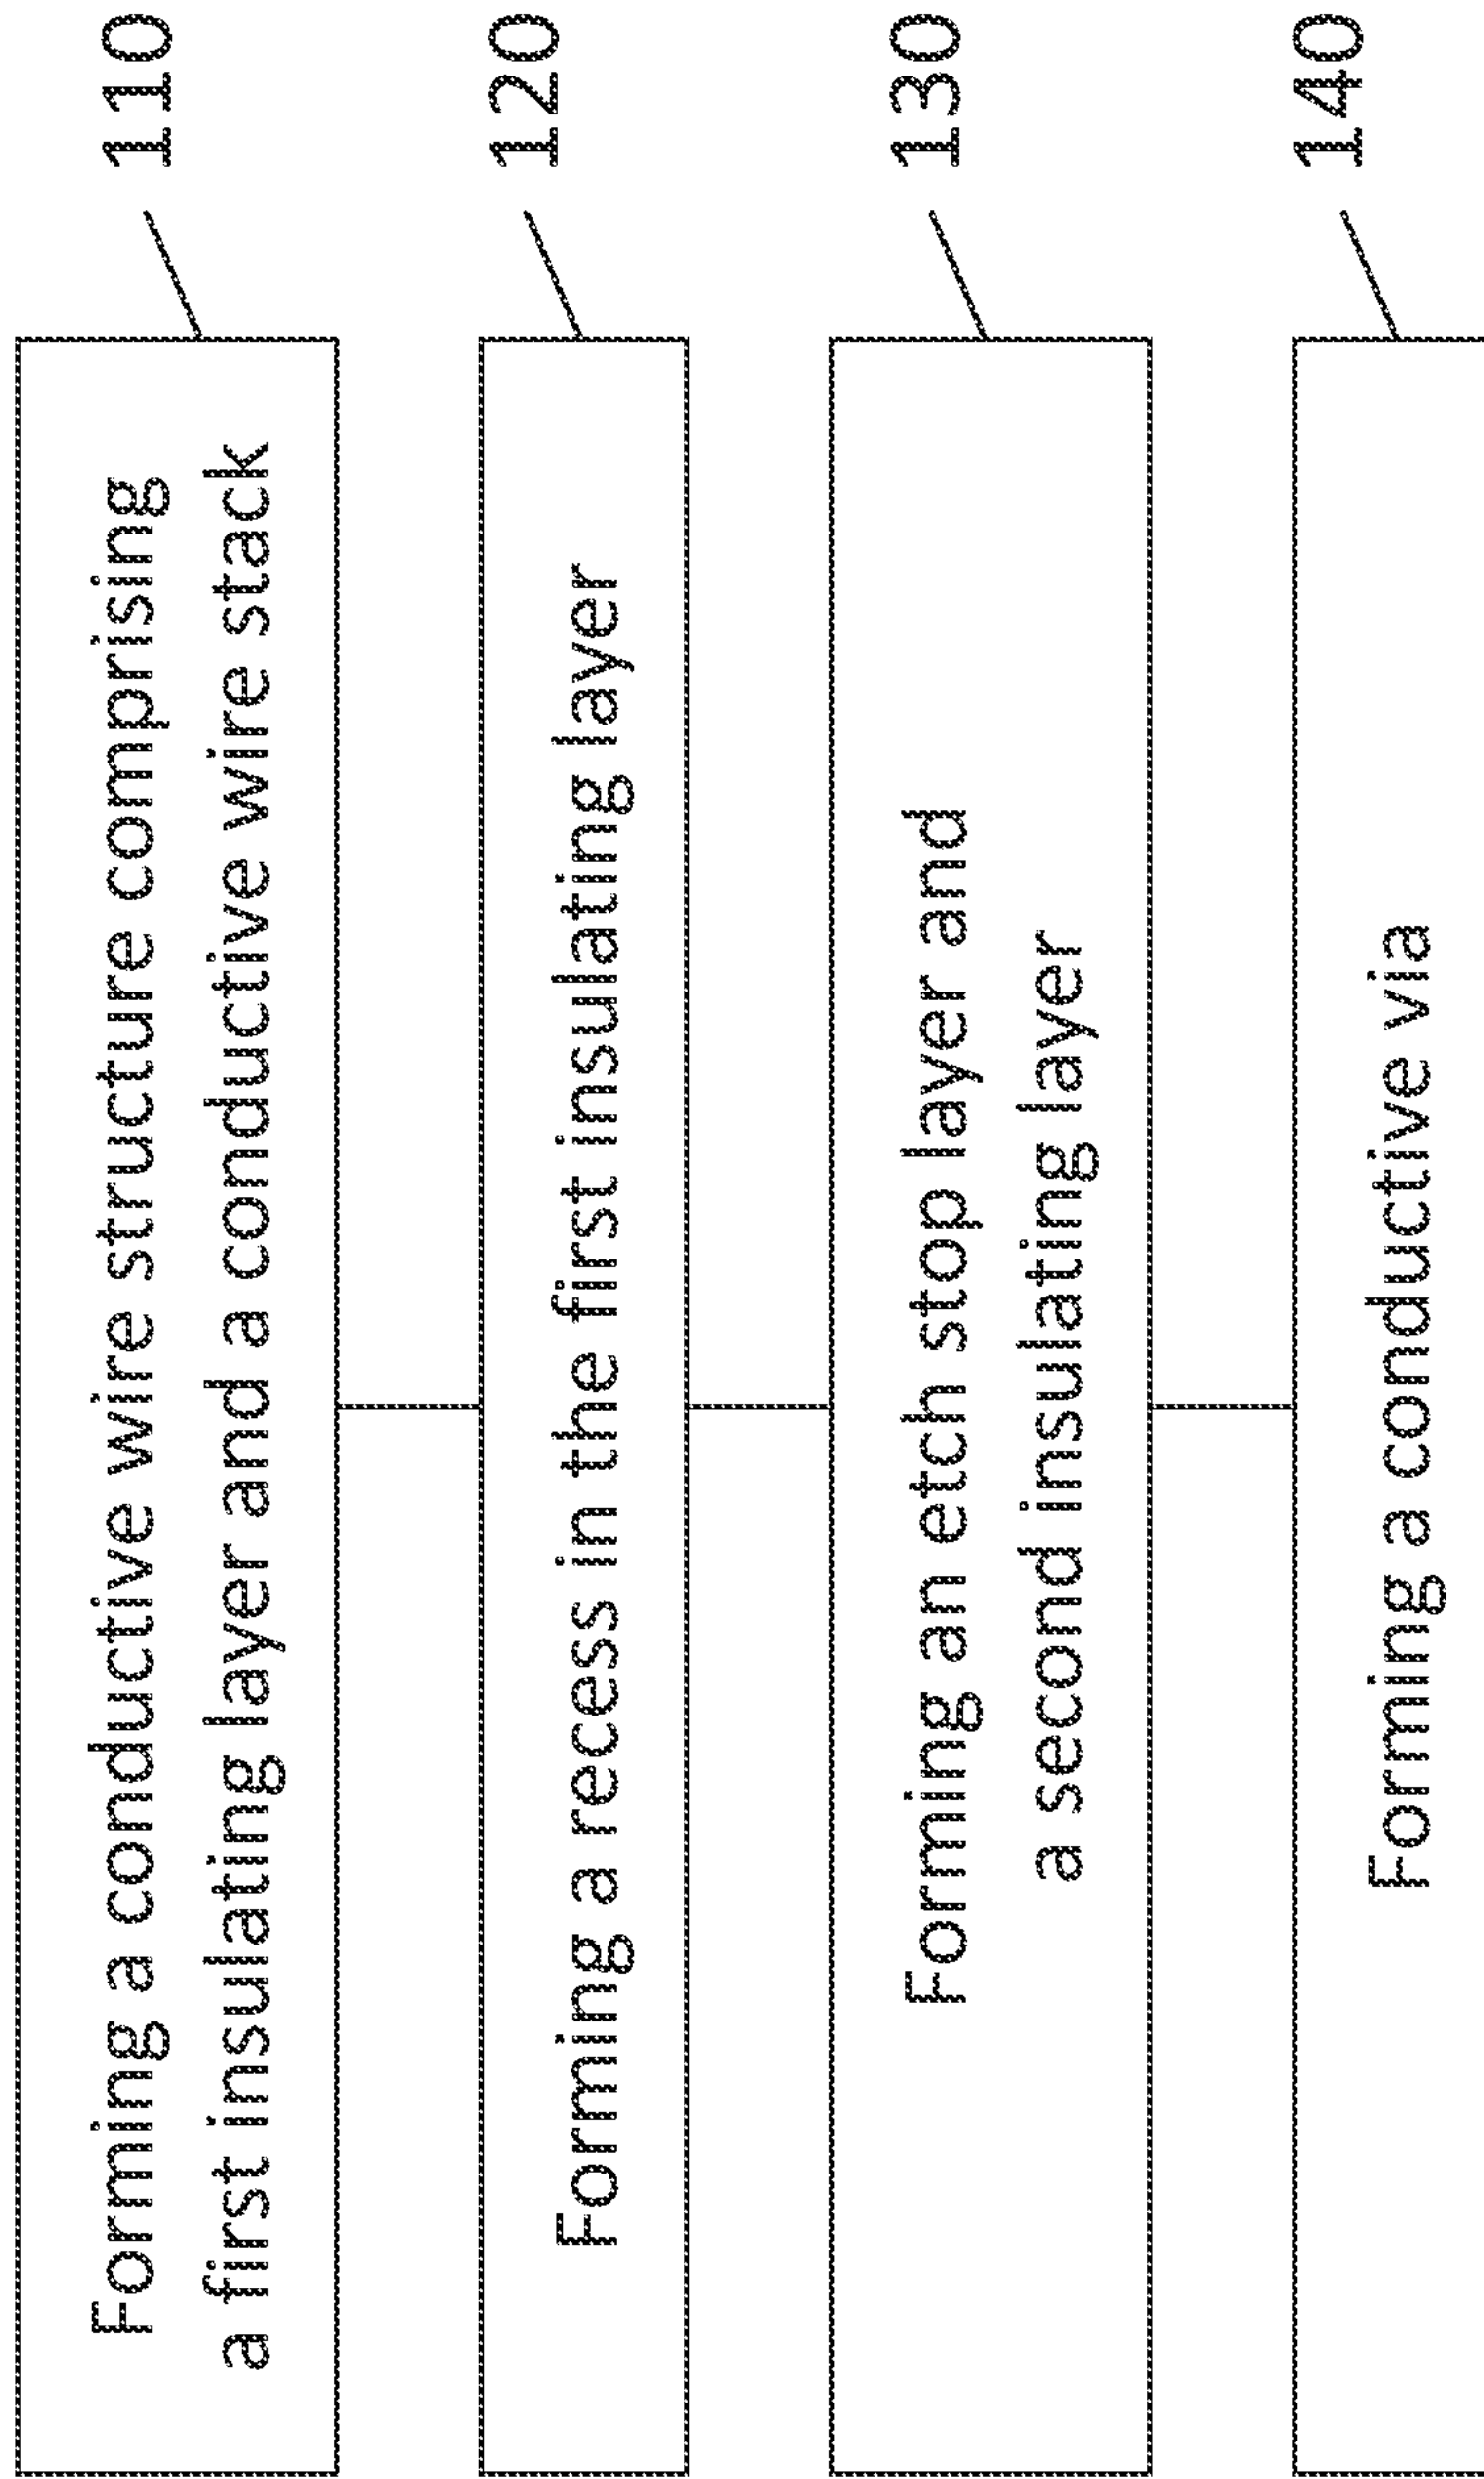 Forming a conductive wire structure comprising
a first insulating layer and a conductive wire stack
110
Forming a recess in the first insulating layer
120
Forming an etch stop layer and
a second insulating layer
130
Forming a conductive via
140